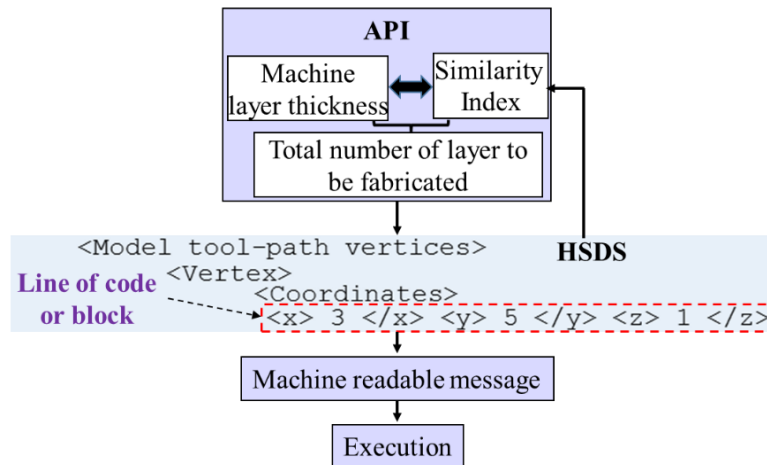 API
Machine
layer thickness
Similarity
Index
Total number of layer to
be fabricated
<Model tool-path vertices>
HSDS
<Vertex>
Line of code
or block
<Coordinates>
<x> 3 </x> <y> 5 </y> <z> 1 </z>
Machine readable message
Execution